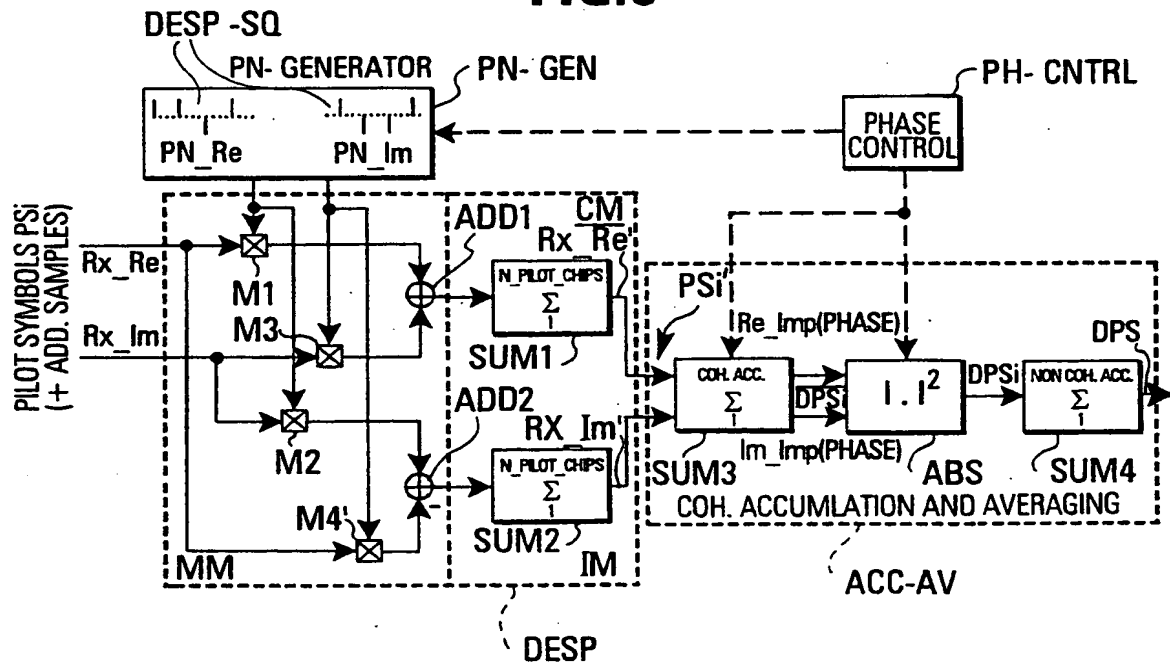 DESP -SQ
PN- GENERATOR
PN- GEN
PH- CNTRL
PN_Re
PN_Im
PHASE
CONTROL
PILOT SYMBOLS PSi
(+ ADD. SAMPLES)
Rx_Re
Rx_Im
M1
M3
M2
M4'
MM
ADD1
ADD2
CM
Rx_Re'
N_PILOT_CHIPS
Σ
1
SUM1
RX_Im'
N_PILOT_CHIPS
Σ
1
SUM2
IM
-
DESP
PSi'
Re_Imp(PHASE)
COH. ACC.
Σ
1
SUM3
DPSi
Im_Imp(PHASE)
|.|²
ABS
DPSi
NON COH. ACC.
Σ
1
SUM4
DPS
COH. ACCUMLATION AND AVERAGING
ACC-AV